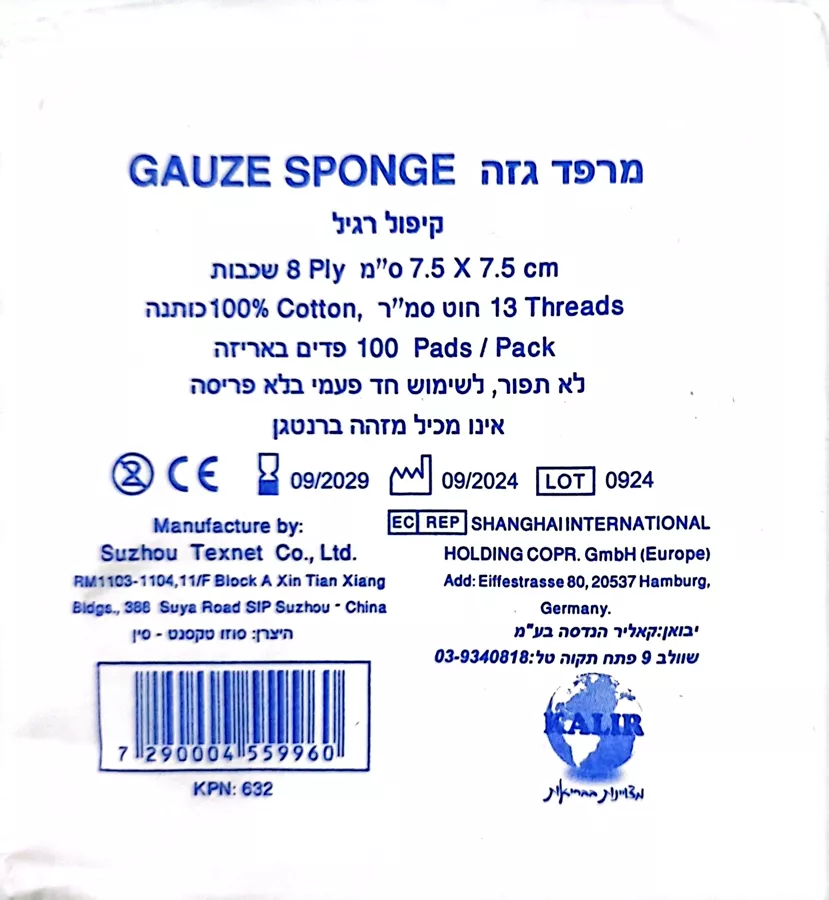 GAUZE SPONGE מרפד גזה
קיפול רגיל
7.5 X 7.5 cm ס"מ 8 Ply שכבות
13 Threads חוט סמ"ר 100% Cotton, כותנה
100 Pads / Pack פדים באריזה
לא תפור, לשימוש חד פעמי בלא פריסה
אינו מכיל מזהה ברנטגן
2 CE 09/2029 09/2024 LOT 0924
Manufacture by:
Suzhou Texnet Co., Ltd.
RM1103-1104,11/F Block A Xin Tian Xiang
Bldgs., 388 Suya Road SIP Suzhou - China
היצרן: סוזו טקסנט - סין
EC REP SHANGHAI INTERNATIONAL
HOLDING COPR. GmbH (Europe)
Add: Eiffestrasse 80, 20537 Hamburg,
Germany.
יבואן:קאליר הנדסה בע"מ
שוולב 9 פתח תקוה טל:03-9340818
7 290004 559960
KPN: 632
KALIR
מצויינות בבריאות